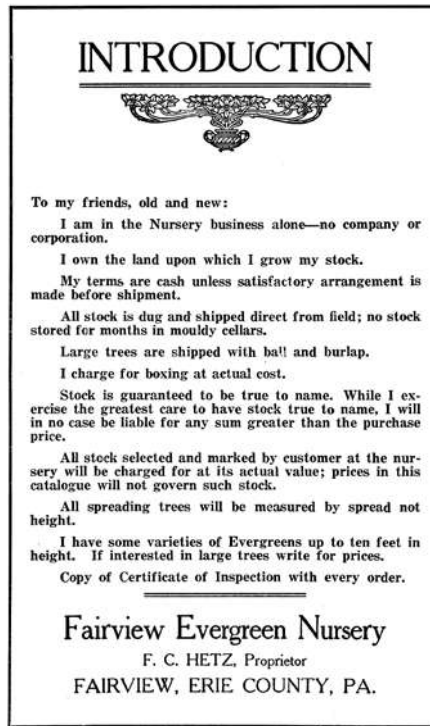 INTRODUCTION
To my friends, old and new:
I am in the Nursery business alone—no company or
corporation.
I own the land upon which I grow my stock.
My terms are cash unless satisfactory arrangement is
made before shipment.
All stock is dug and shipped direct from field; no stock
stored for months in mouldy cellars.
Large trees are shipped with ball and burlap.
I charge for boxing at actual cost.
Stock is guaranteed to be true to name. While I ex-
ercise the greatest care to have stock true to name, I will
in no case be liable for any sum greater than the purchase
price.
All stock selected and marked by customer at the nur-
sery will be charged for at its actual value; prices in this
catalogue will not govern such stock.
All spreading trees will be measured by spread not
height.
I have some varieties of Evergreens up to ten feet in
height. If interested in large trees write for prices.
Copy of Certificate of Inspection with every order.
Fairview Evergreen Nursery
F. C. HETZ, Proprietor
FAIRVIEW, ERIE COUNTY, PA.